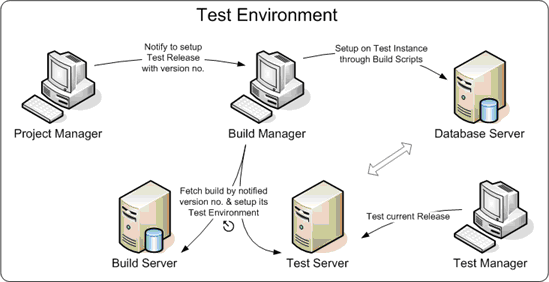 Test Environment
Notify to setup
Test Release
with version no.
Setup on Test Instance
through Build Scripts
Project Manager
Build Manager
Database Server
Fetch build by notified
version no. & setup its
Test Environment
Test current Release
Build Server
Test Server
Test Manager